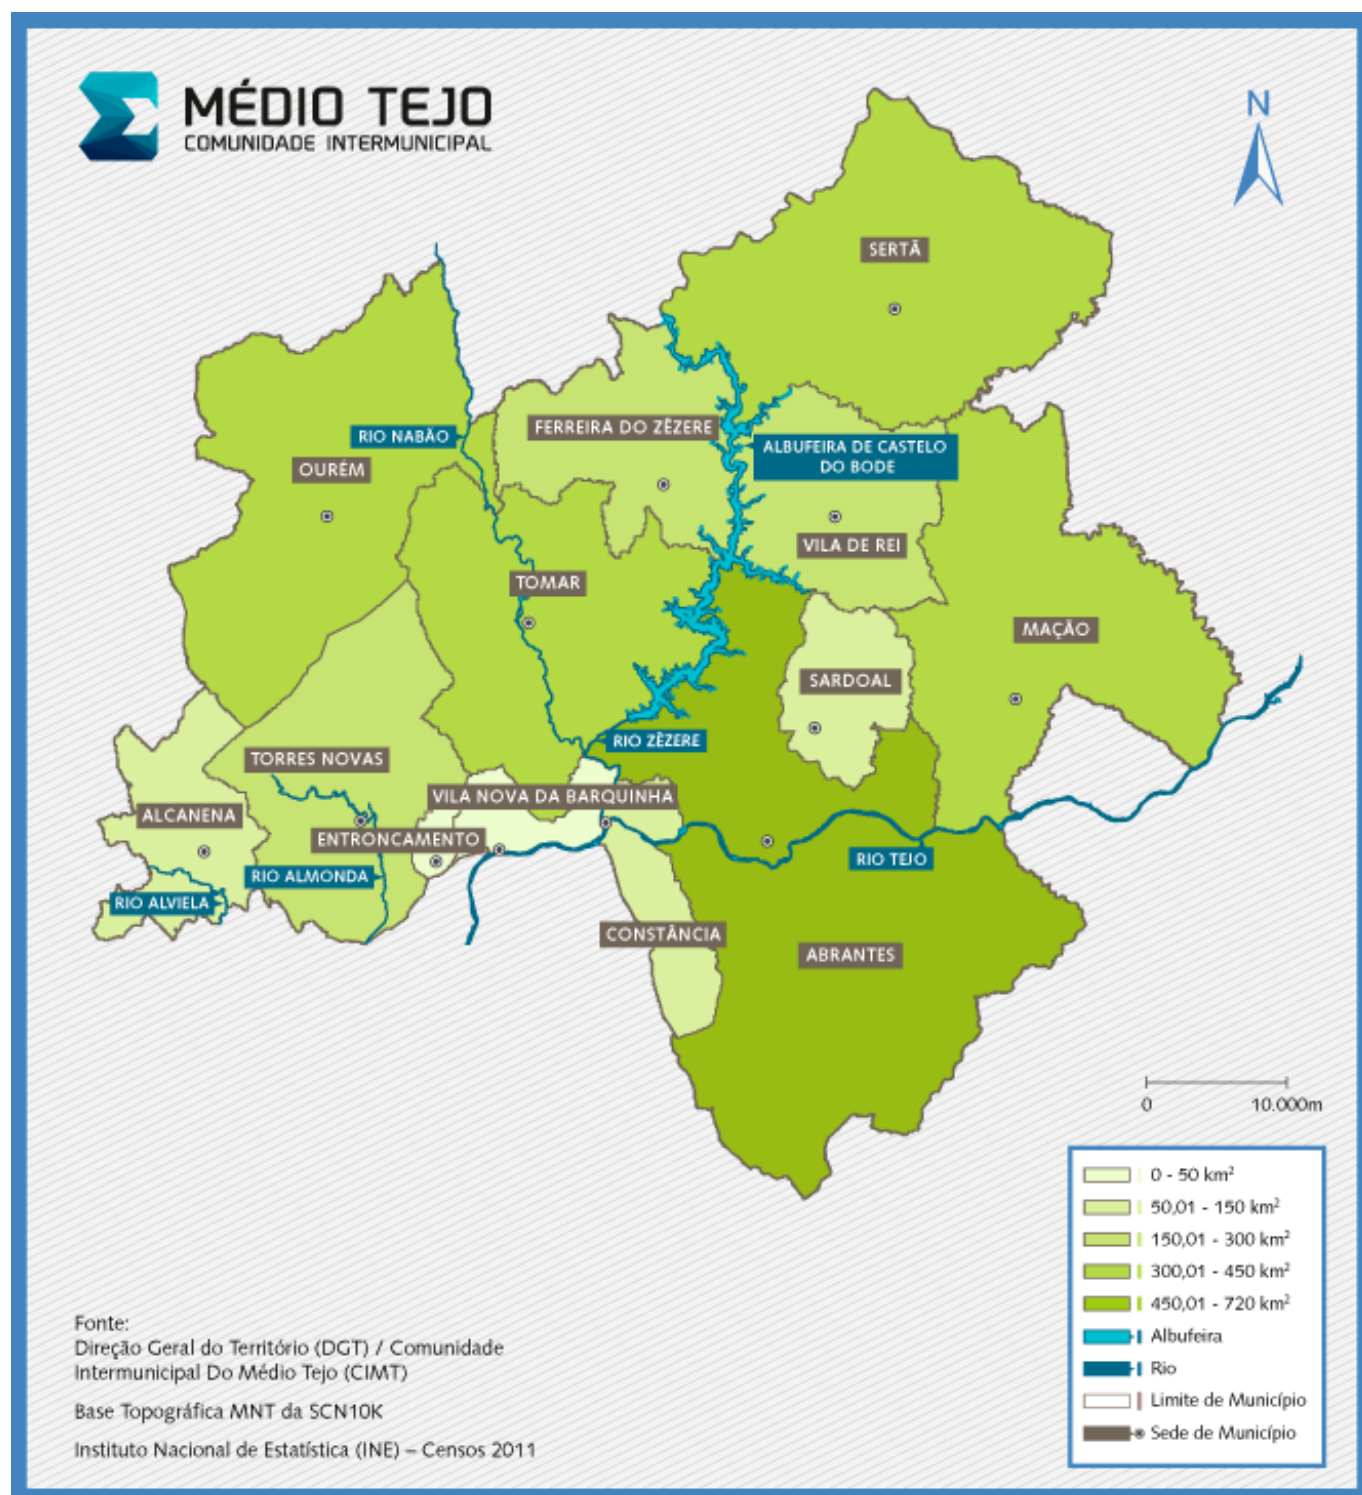 MÉDIO TEJO
COMUNIDADE INTERMUNICIPAL
N
SERTÃ
FERREIRA DO ZÊZERE
RIO NABÃO
ALBUFEIRA DE CASTELO
DO BODE
OURÉM
VILA DE REI
TOMAR
MAÇÃO
SARDOAL
RIO ZÊZERE
TORRES NOVAS
VILA NOVA DA BARQUINHA
ALCANENA
ENTRONCAMENTO
RIO TEJO
RIO ALMONDA
RIO ALVIELA
CONSTÂNCIA
ABRANTES
0 10.000m
0 - 50 km²
50,01 - 150 km²
150,01 - 300 km²
300,01 - 450 km²
450,01 - 720 km²
Albufeira
Rio
Limite de Município
Sede de Município
Fonte:
Direção Geral do Território (DGT) / Comunidade
Intermunicipal Do Médio Tejo (CIMT)
Base Topográfica MNT da SCN10K
Instituto Nacional de Estatística (INE) – Censos 2011